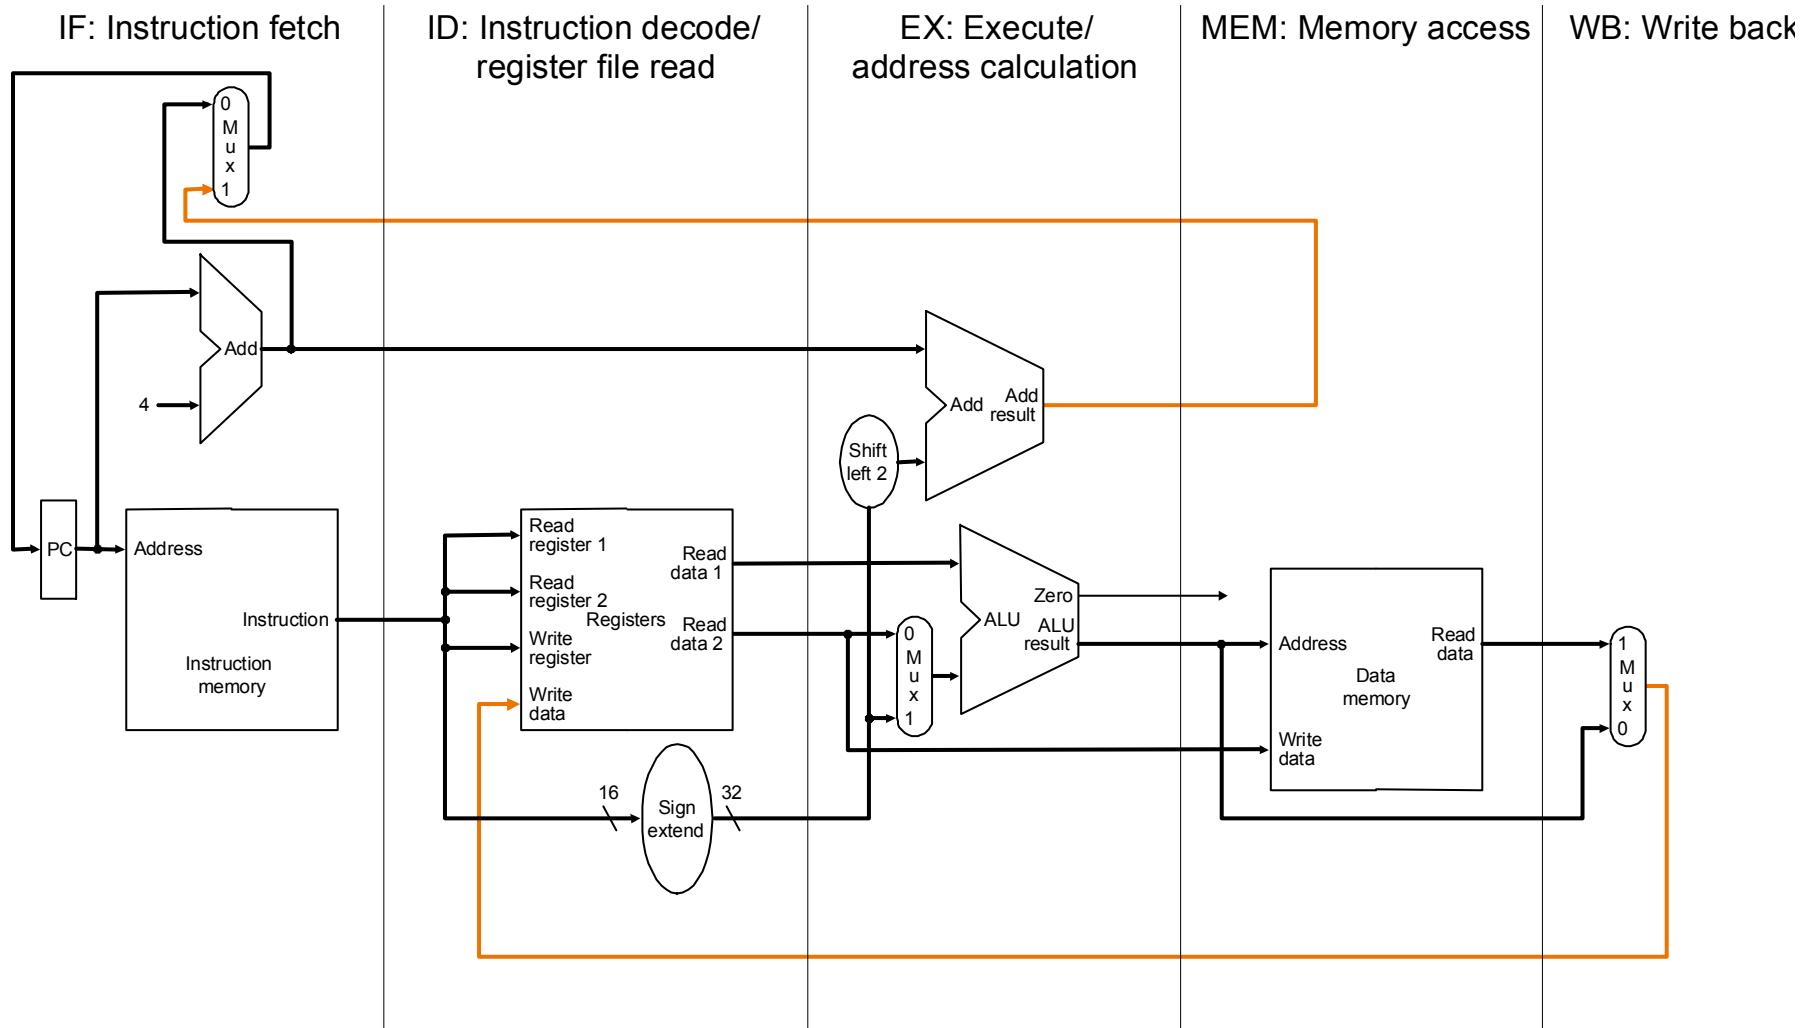 IF: Instruction fetch
ID: Instruction decode/
register file read
EX: Execute/
address calculation
MEM: Memory access
WB: Write back
0
M
u
x
1
Add
4
PC
Address
Instruction
Instruction
memory
Read
register 1
Read
register 2
Write
register
Write
data
Registers
Read
data 1
Read
data 2
16
Sign
extend
32
Shift
left 2
Add
Add
result
0
M
u
x
1
ALU
Zero
ALU
result
Address
Write
data
Data
memory
Read
data
1
M
u
x
0